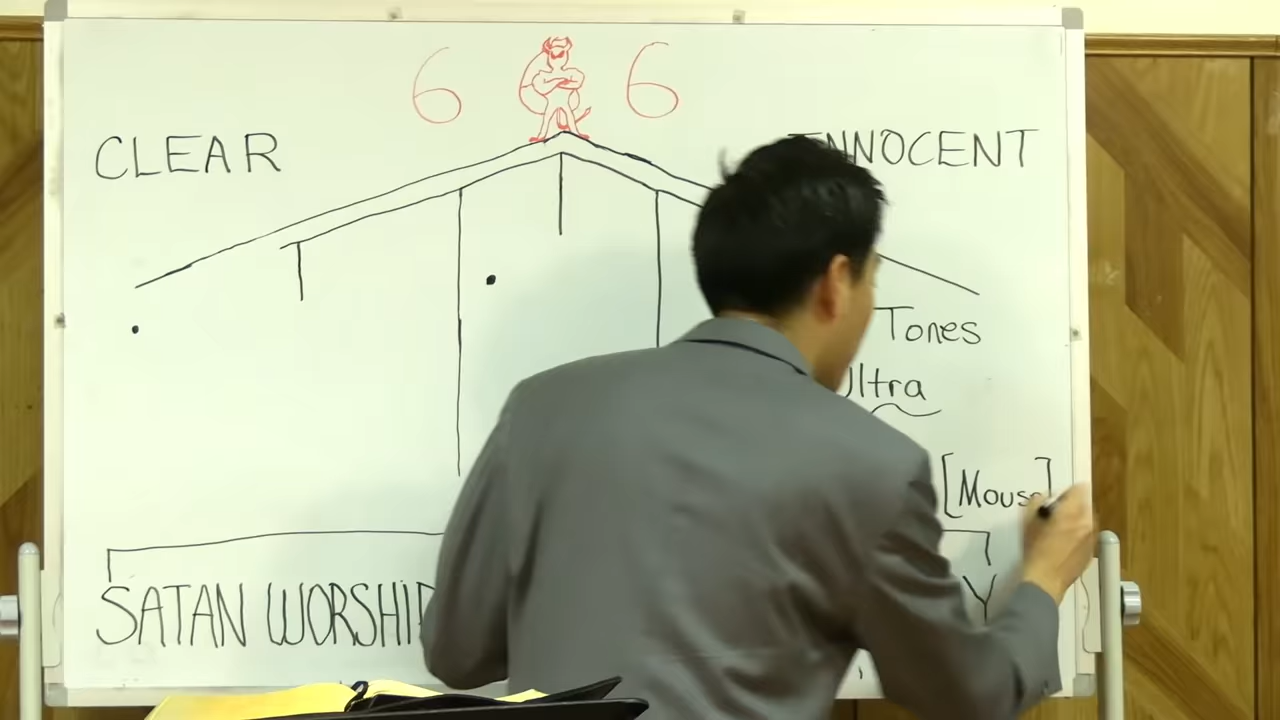 6 6
CLEAR
INNOCENT
Tones
Ultra
[Mouse]
SATAN WORSHIP
Y